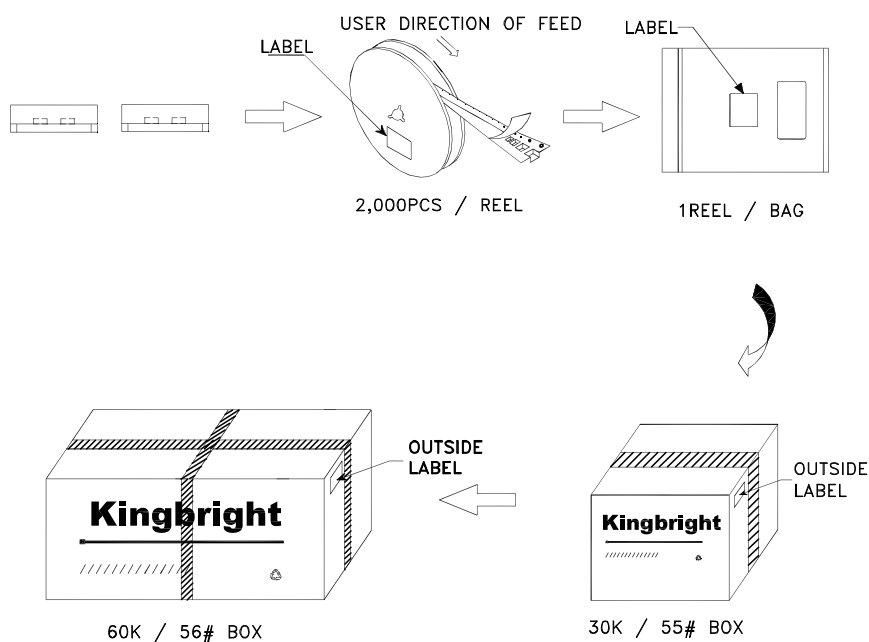 USER DIRECTION OF FEED
LABEL
LABEL
2,000PCS / REEL
1REEL / BAG
OUTSIDE
LABEL
Kingbright
60K / 56# BOX
OUTSIDE
LABEL
Kingbright
30K / 55# BOX